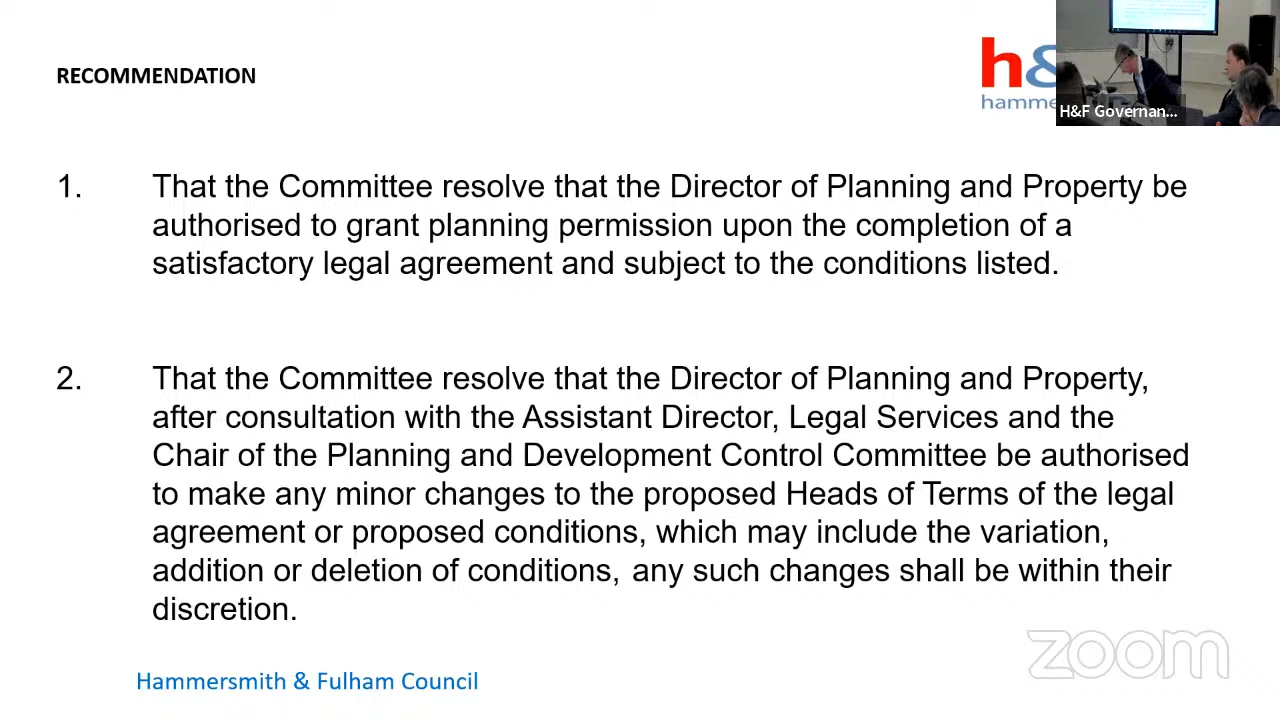 RECOMMENDATION
h&
hamme
H&F Governan...
1. That the Committee resolve that the Director of Planning and Property be
authorised to grant planning permission upon the completion of a
satisfactory legal agreement and subject to the conditions listed.
2. That the Committee resolve that the Director of Planning and Property,
after consultation with the Assistant Director, Legal Services and the
Chair of the Planning and Development Control Committee be authorised
to make any minor changes to the proposed Heads of Terms of the legal
agreement or proposed conditions, which may include the variation,
addition or deletion of conditions, any such changes shall be within their
discretion.
zoom
Hammersmith & Fulham Council